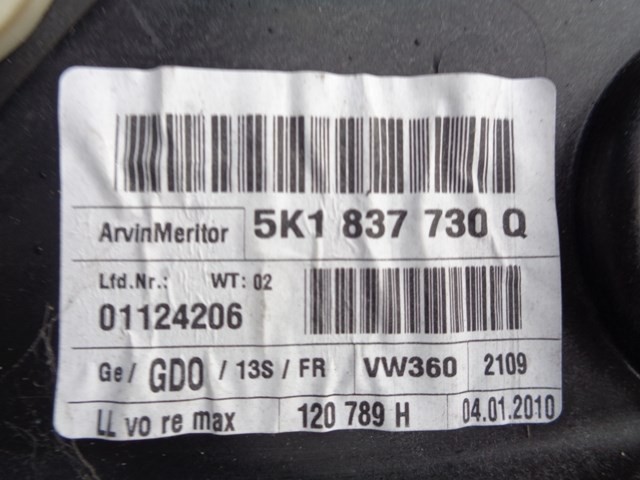 ArvinMeritor 5K1 837 730 Q
Lfd.Nr.: WT: 02
01124206
Ge/ GDO / 13S / FR VW360 2109
LL vo re max 120 789 H 04.01.2010